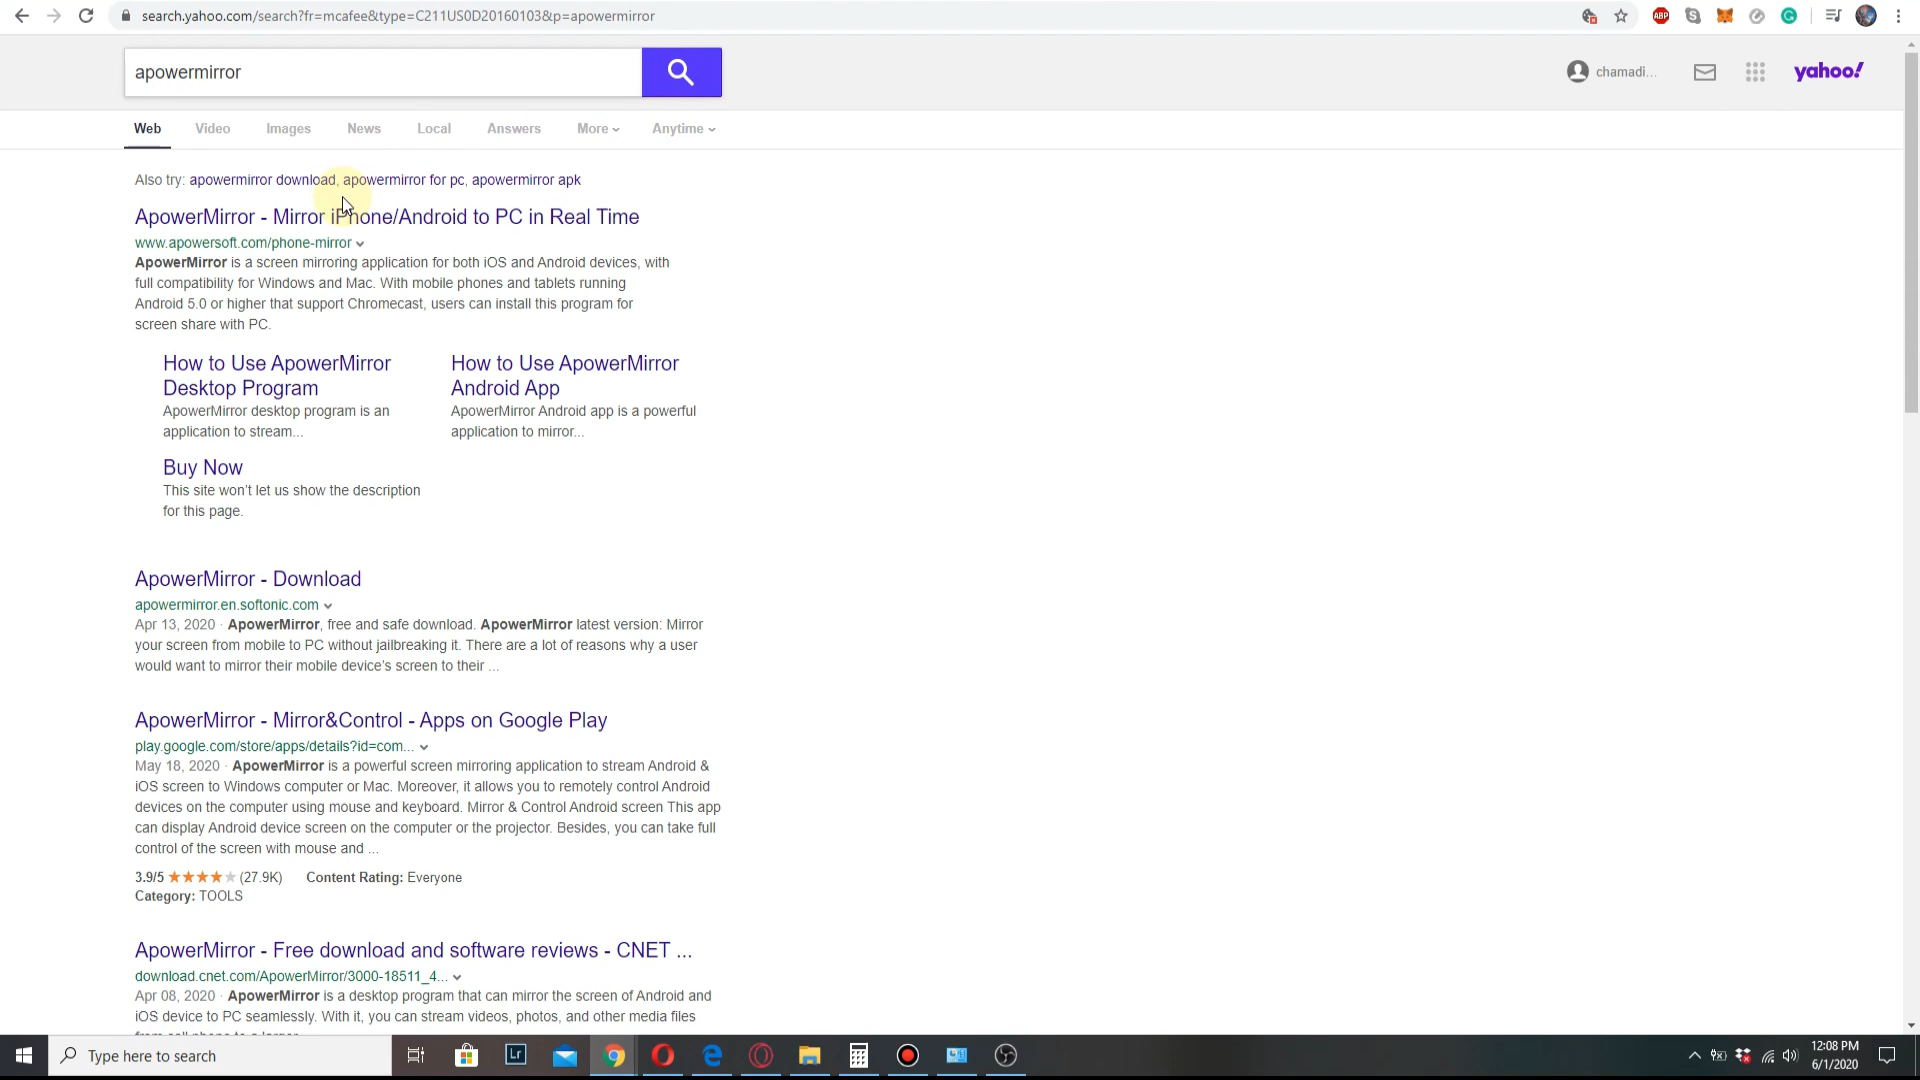 search.yahoo.com/search?fr=mcafee&type=C211US0D20160103&p=apowermirror
ABP
apowermirror
chamadi...
yahoo!
Web Video Images News Local Answers More Anytime
Also try: apowermirror download, apowermirror for pc, apowermirror apk
ApowerMirror - Mirror iPhone/Android to PC in Real Time
www.apowersoft.com/phone-mirror
ApowerMirror is a screen mirroring application for both iOS and Android devices, with
full compatibility for Windows and Mac. With mobile phones and tablets running
Android 5.0 or higher that support Chromecast, users can install this program for
screen share with PC.
How to Use ApowerMirror
Desktop Program
ApowerMirror desktop program is an
application to stream...
How to Use ApowerMirror
Android App
ApowerMirror Android app is a powerful
application to mirror...
Buy Now
This site won't let us show the description
for this page.
ApowerMirror - Download
apowermirror.en.softonic.com
Apr 13, 2020 · ApowerMirror, free and safe download. ApowerMirror latest version: Mirror
your screen from mobile to PC without jailbreaking it. There are a lot of reasons why a user
would want to mirror their mobile device's screen to their ...
ApowerMirror - Mirror&Control - Apps on Google Play
play.google.com/store/apps/details?id=com...
May 18, 2020 · ApowerMirror is a powerful screen mirroring application to stream Android &
iOS screen to Windows computer or Mac. Moreover, it allows you to remotely control Android
devices on the computer using mouse and keyboard. Mirror & Control Android screen This app
can display Android device screen on the computer or the projector. Besides, you can take full
control of the screen with mouse and ...
3.9/5 (27.9K) Content Rating: Everyone
Category: TOOLS
ApowerMirror - Free download and software reviews - CNET ...
download.cnet.com/ApowerMirror/3000-18511_4...
Apr 08, 2020 · ApowerMirror is a desktop program that can mirror the screen of Android and
iOS device to PC seamlessly. With it, you can stream videos, photos, and other media files
Type here to search
Lr
12:08 PM
6/1/2020